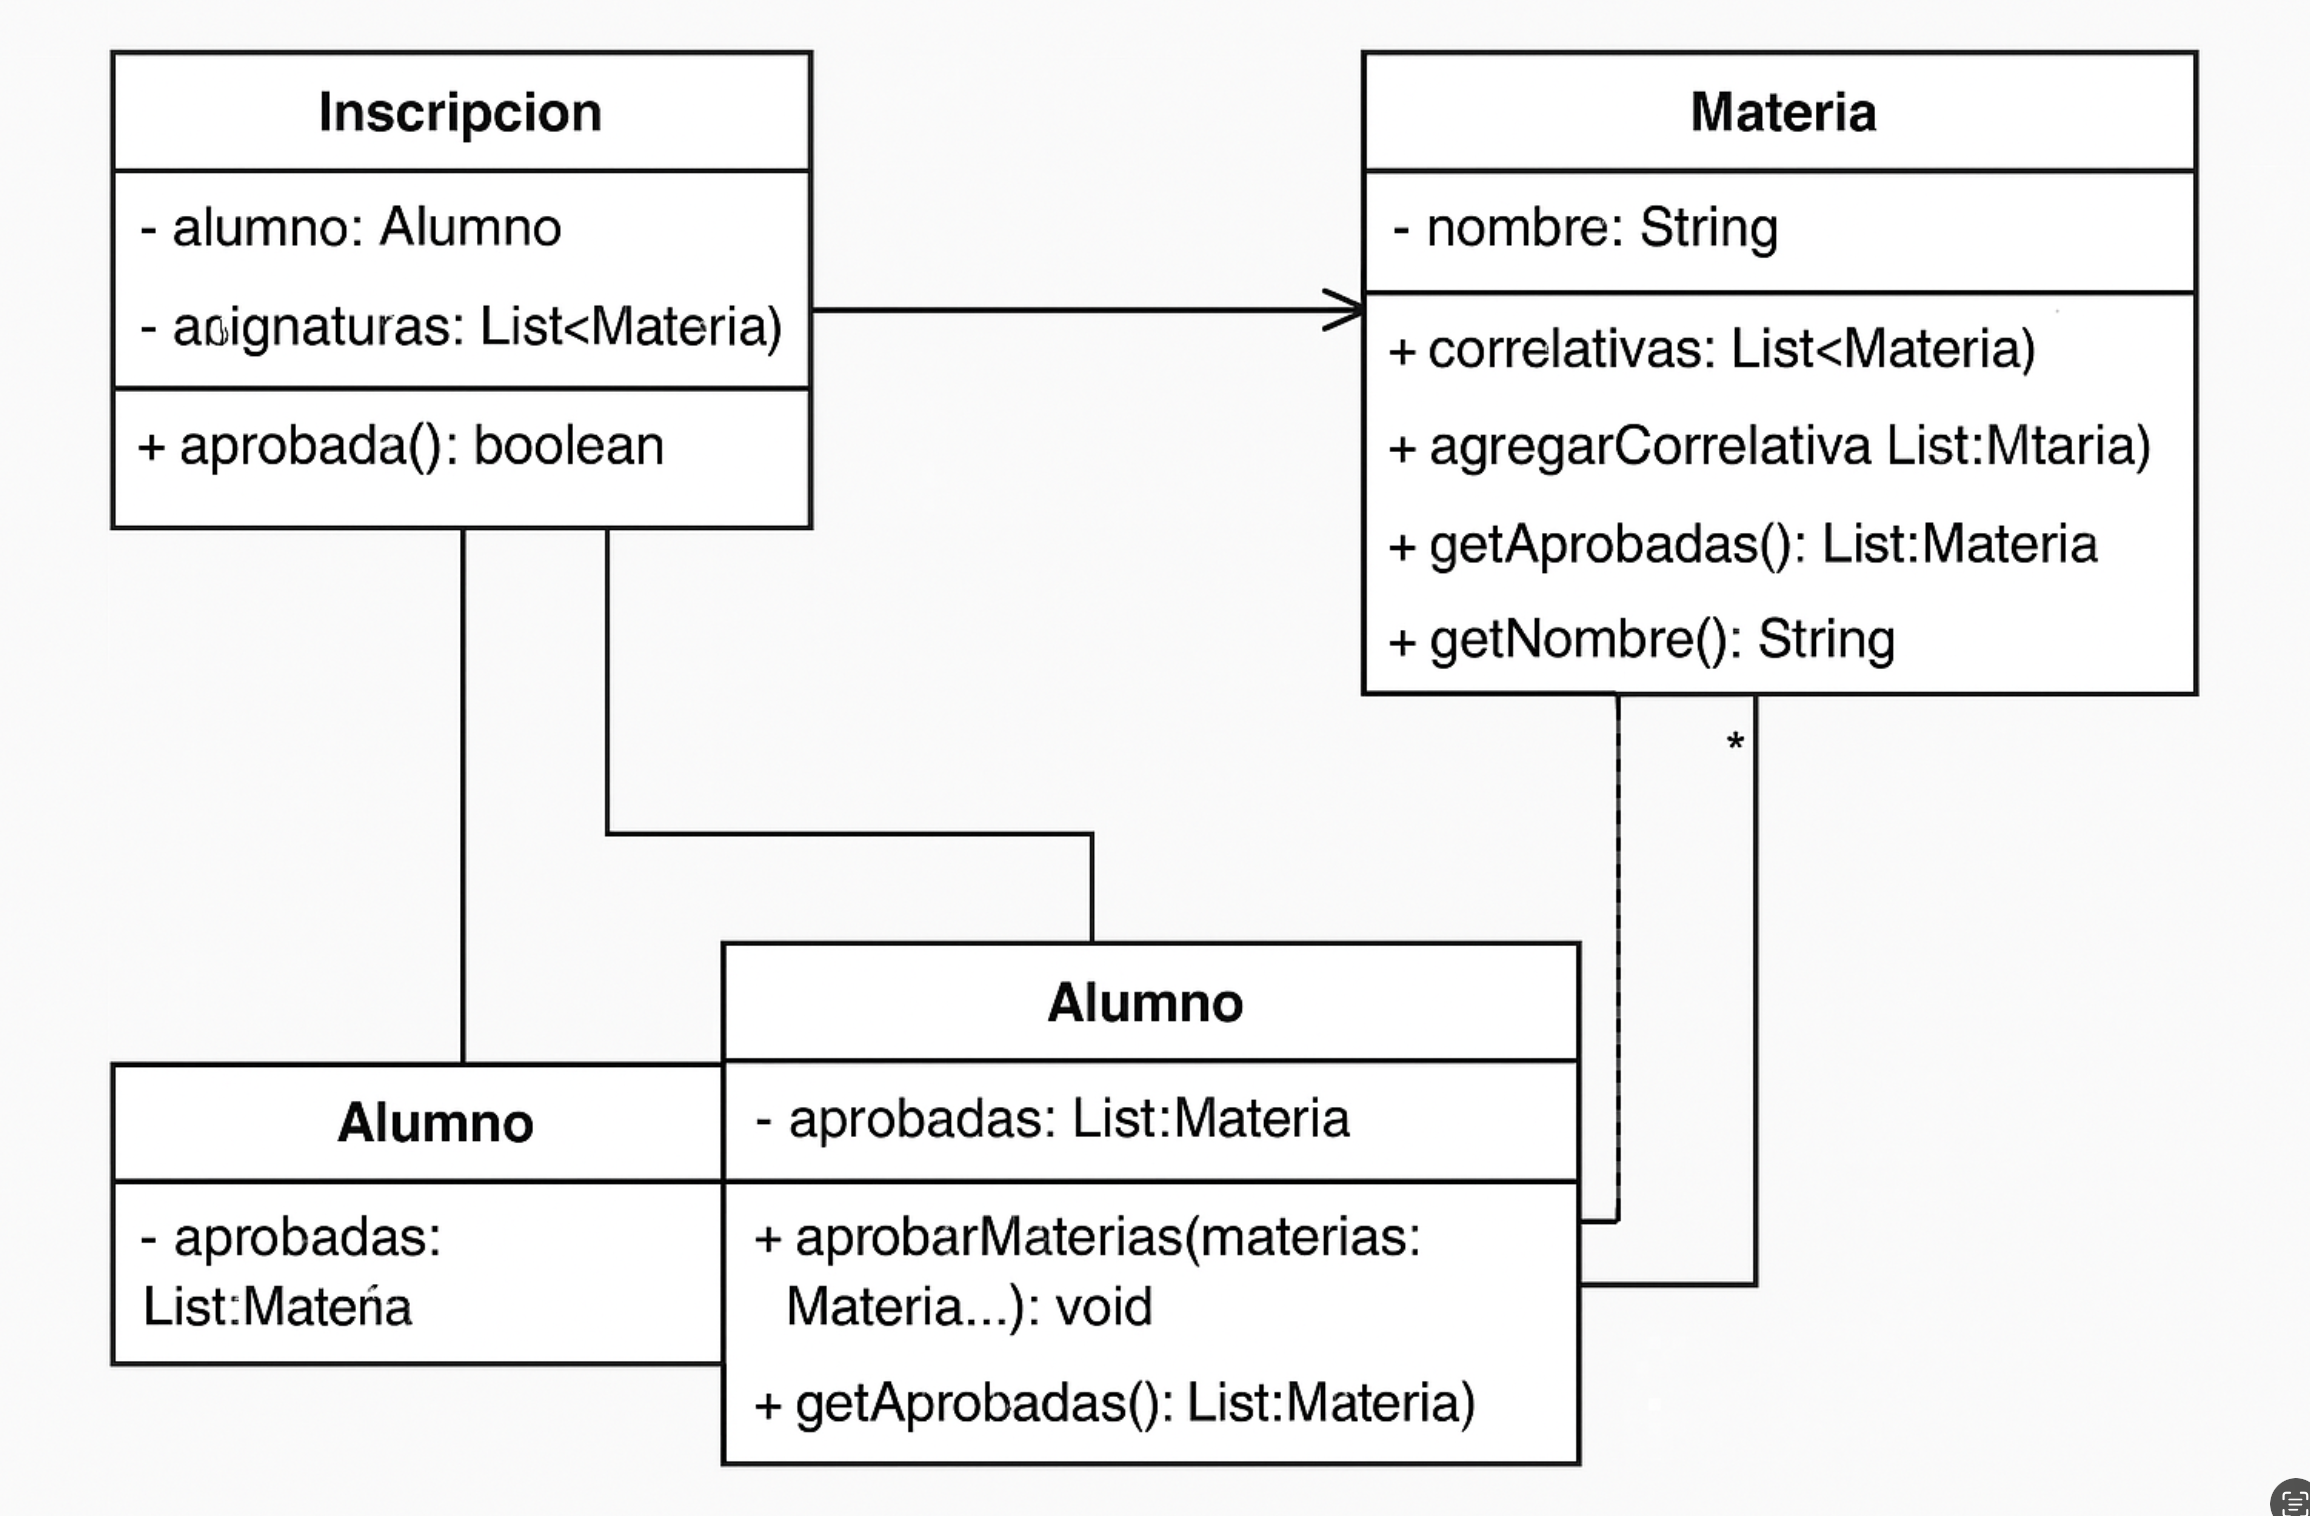 Inscripcion
- alumno: Alumno
- asignaturas: List<Materia)
+ aprobada(): boolean
Materia
- nombre: String
+ correlativas: List<Materia)
+ agregarCorrelativa List:Mtaria)
+ getAprobadas(): List:Materia
+ getNombre(): String
*
Alumno
- aprobadas:
List:Materia
Alumno
- aprobadas: List:Materia
+ aprobarMaterias(materias:
Materia...): void
+ getAprobadas(): List:Materia)